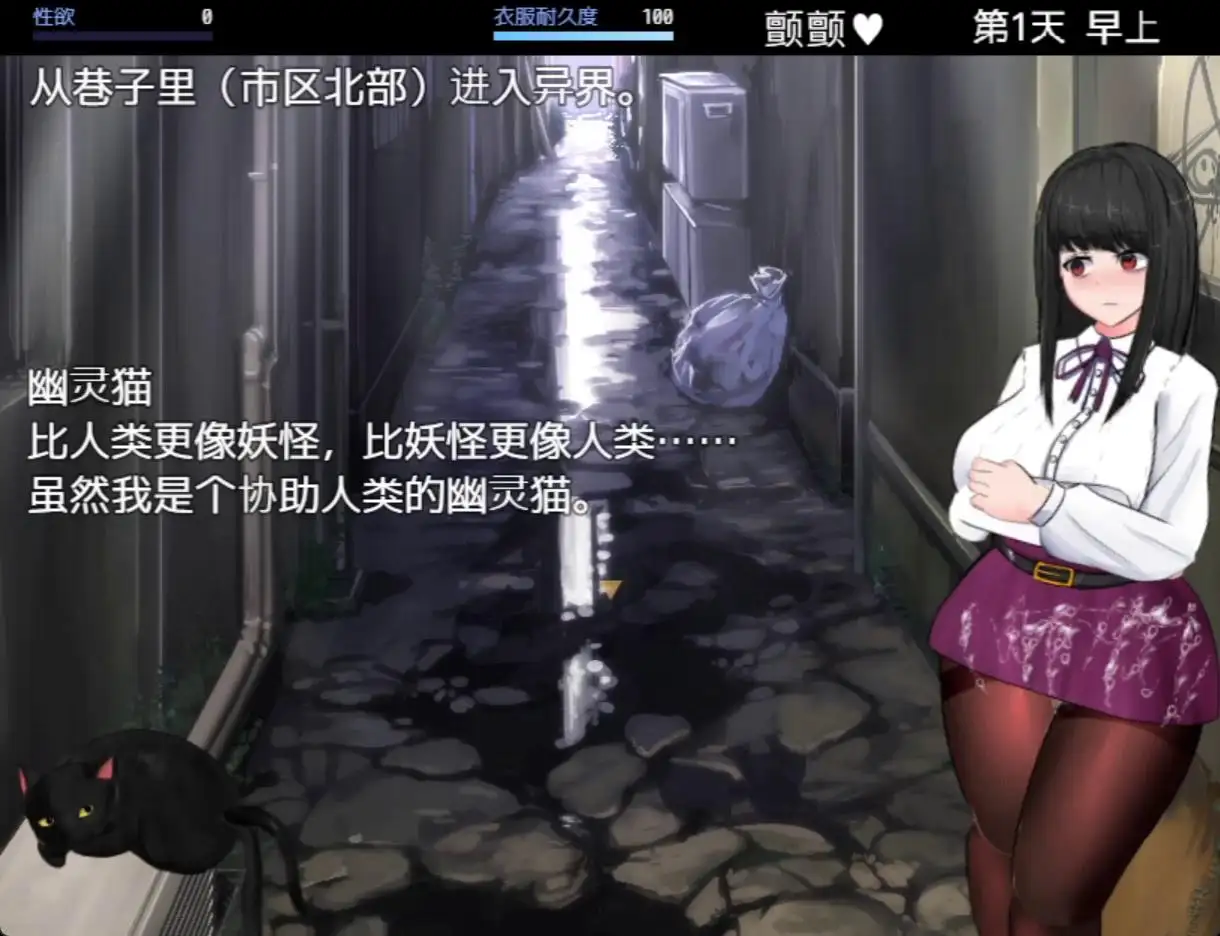 性欲 0 衣服耐久度 100 颤颤♥ 第1天 早上
从巷子里（市区北部）进入异界。
幽灵猫
比人类更像妖怪，比妖怪更像人类……
虽然我是个协助人类的幽灵猫。